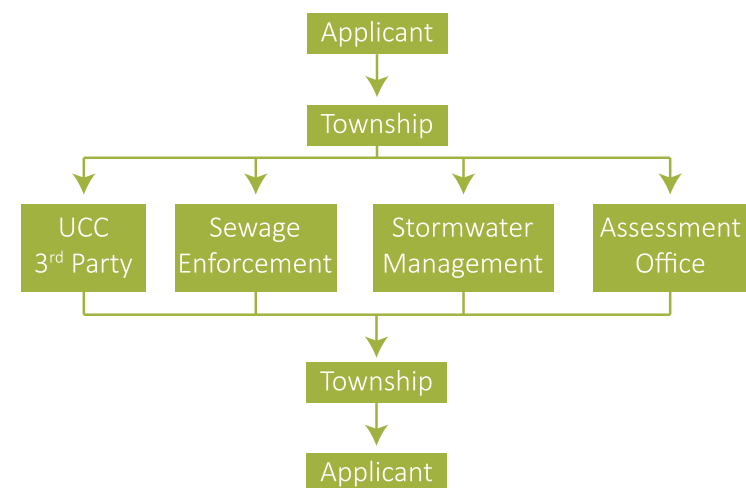 Applicant
Township
UCC
3rd Party
Sewage
Enforcement
Stormwater
Management
Assessment
Office
Township
Applicant